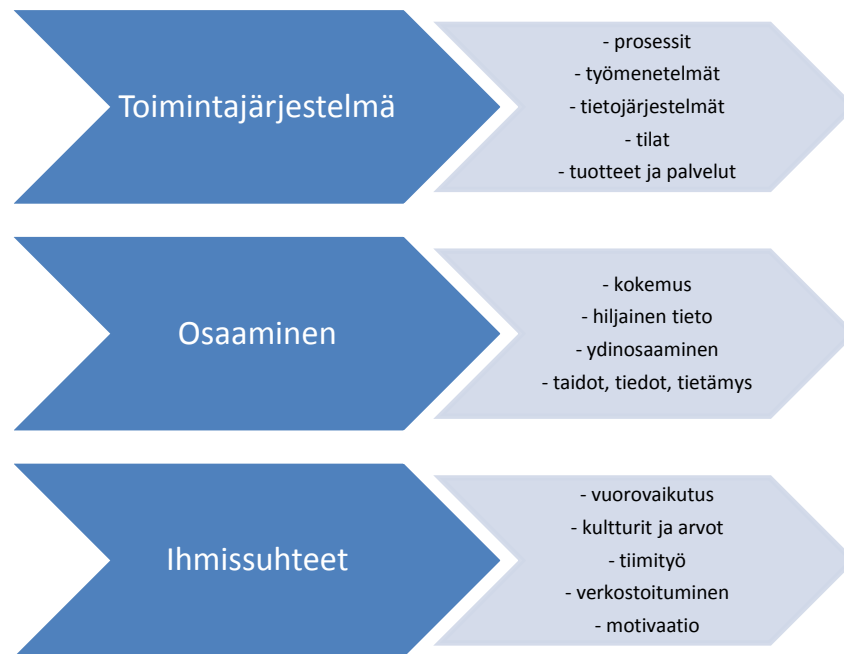 Toimintajärjestelmä
- prosessit
- työmenetelmät
- tietojärjestelmät
- tilat
- tuotteet ja palvelut
Osaaminen
- kokemus
- hiljainen tieto
- ydinosaaminen
- taidot, tiedot, tietämys
Ihmissuhteet
- vuorovaikutus
- kultturit ja arvot
- tiimityö
- verkostoituminen
- motivaatio